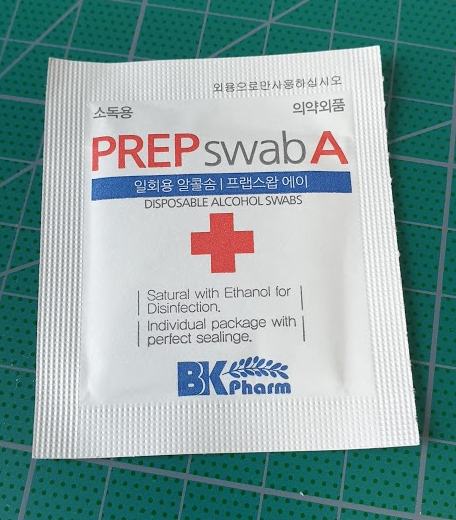 외용으로만사용하십시오
소독용 의약외품
PREP swab A
일회용 알콜솜 | 프랩스왑 에이
DISPOSABLE ALCOHOL SWABS
Satural with Ethanol for
Disinfection.
Individual package with
perfect sealinge.
BK Pharm